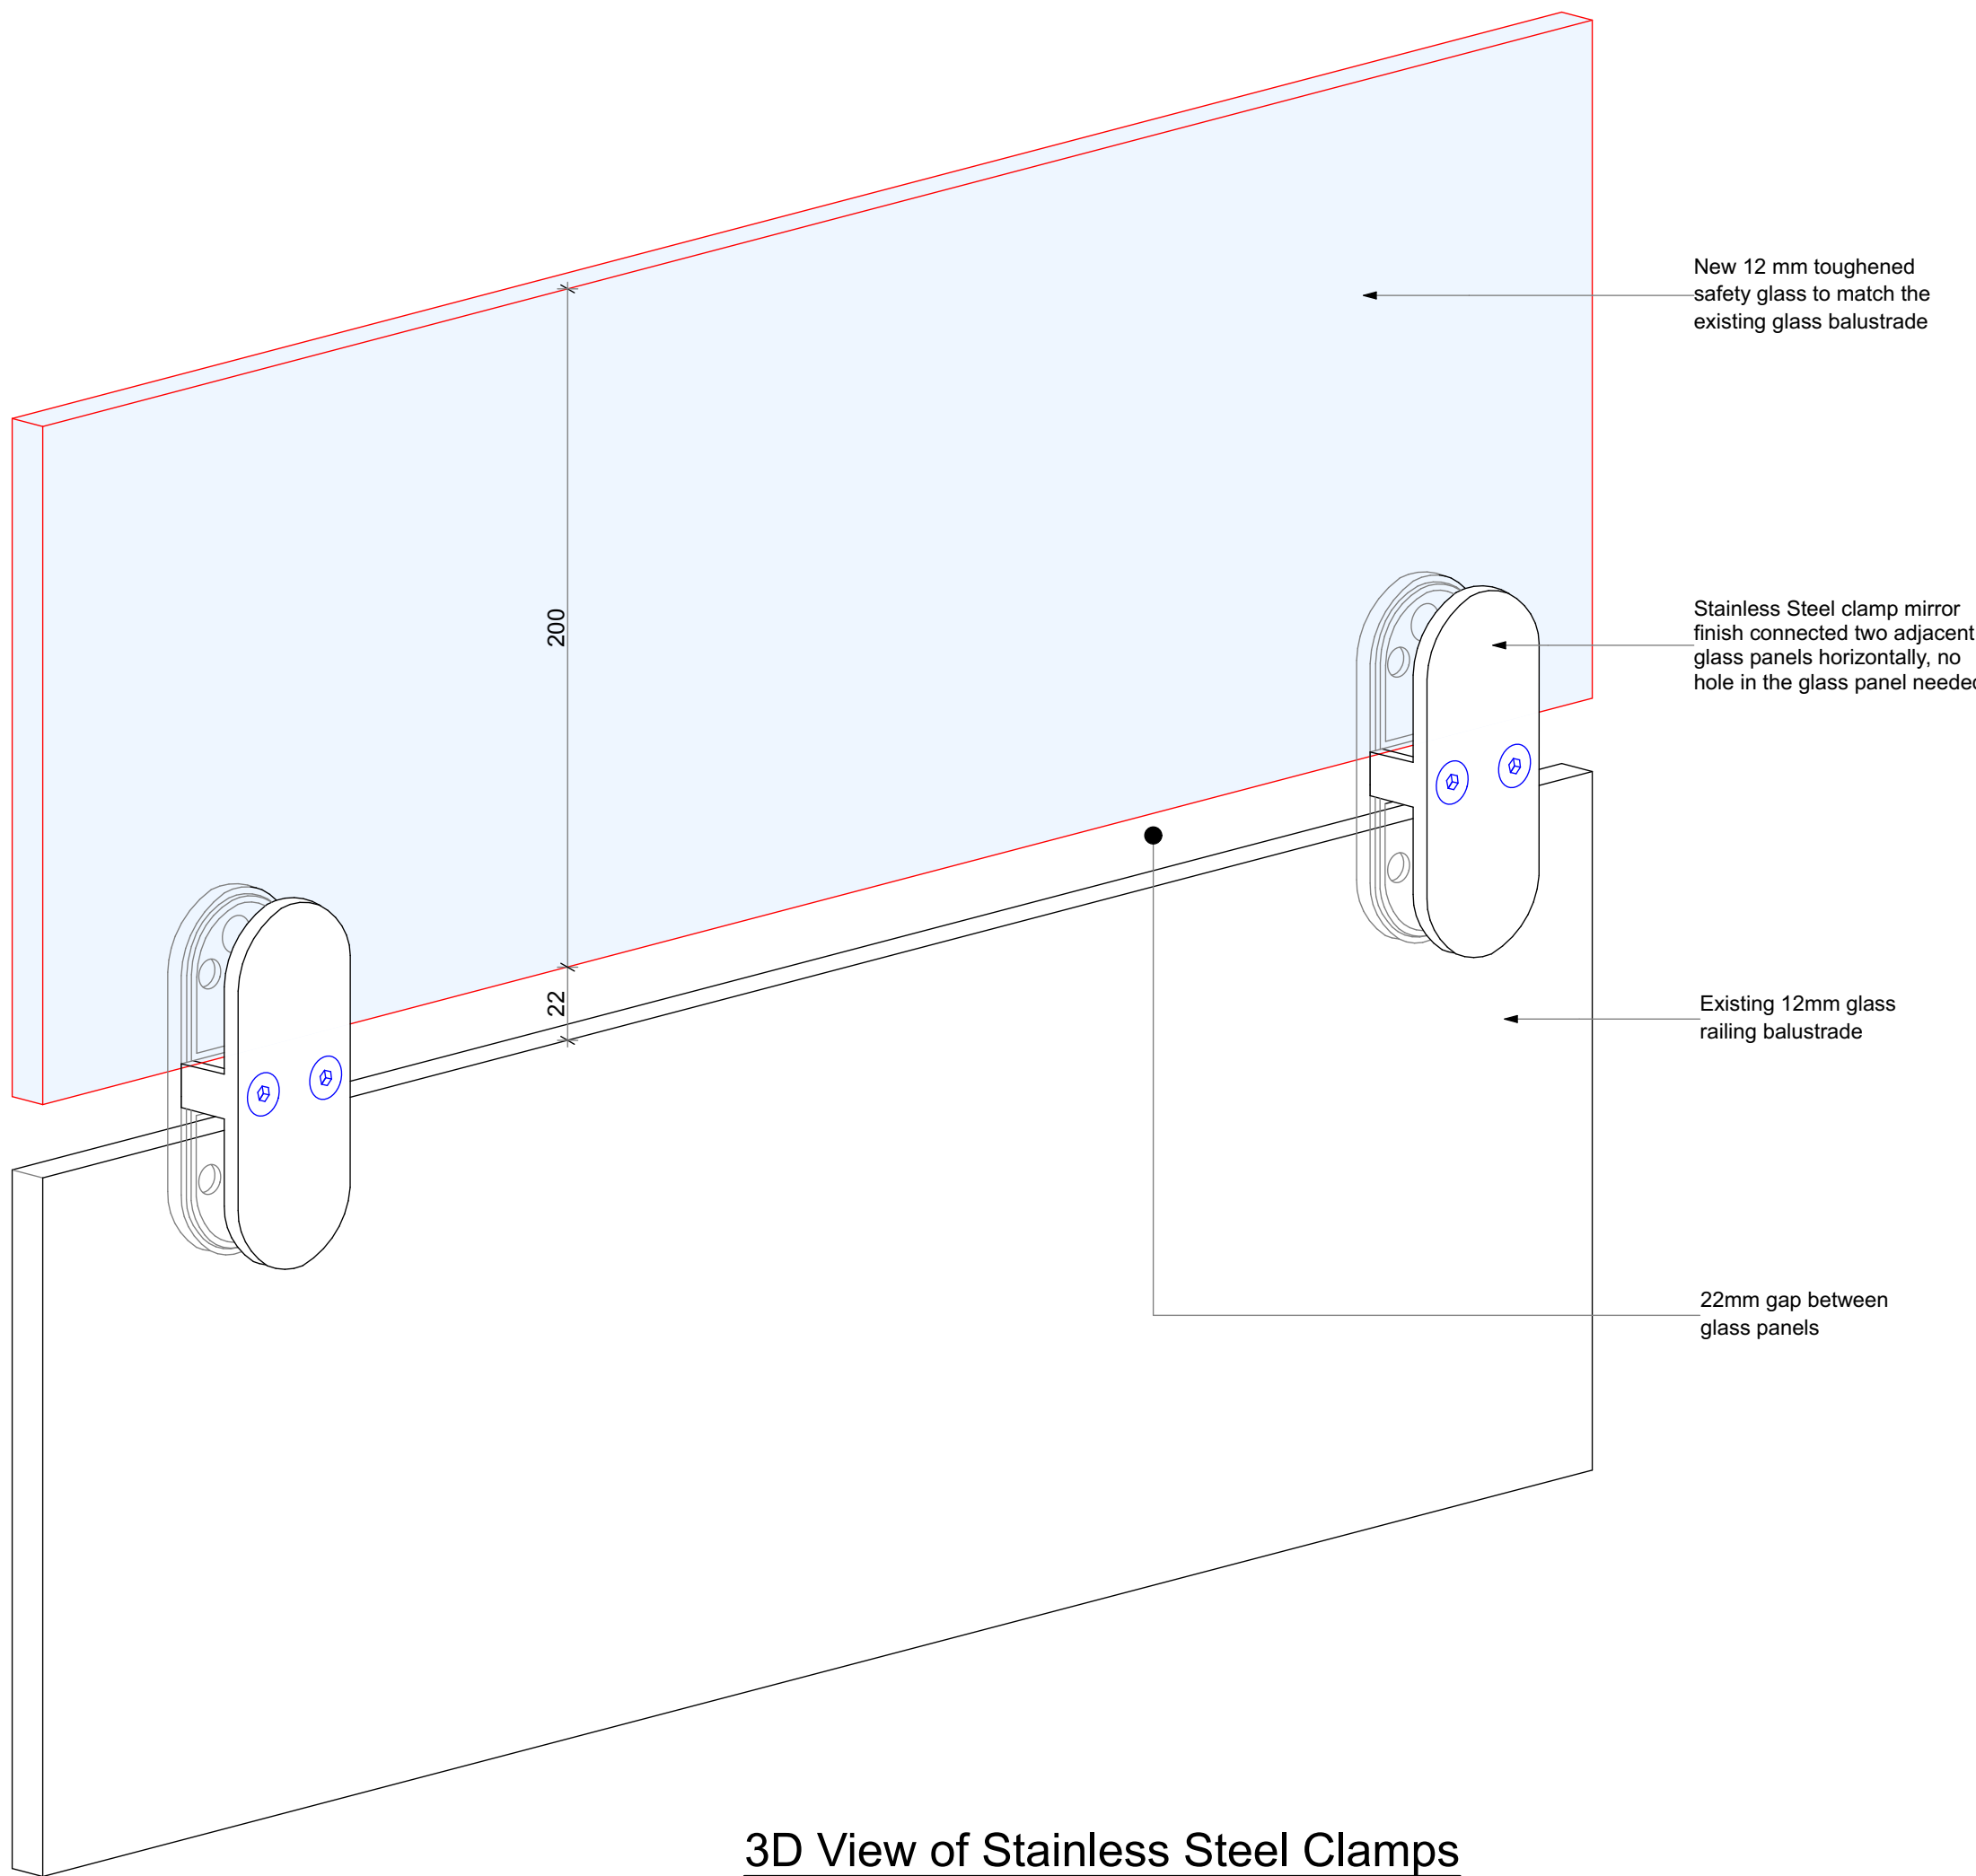 New 12 mm toughened
safety glass to match the
existing glass balustrade
200
Stainless Steel clamp mirror
finish connected two adjacent
glass panels horizontally, no
hole in the glass panel needed
22
Existing 12mm glass
railing balustrade
22mm gap between
glass panels
3D View of Stainless Steel Clamps